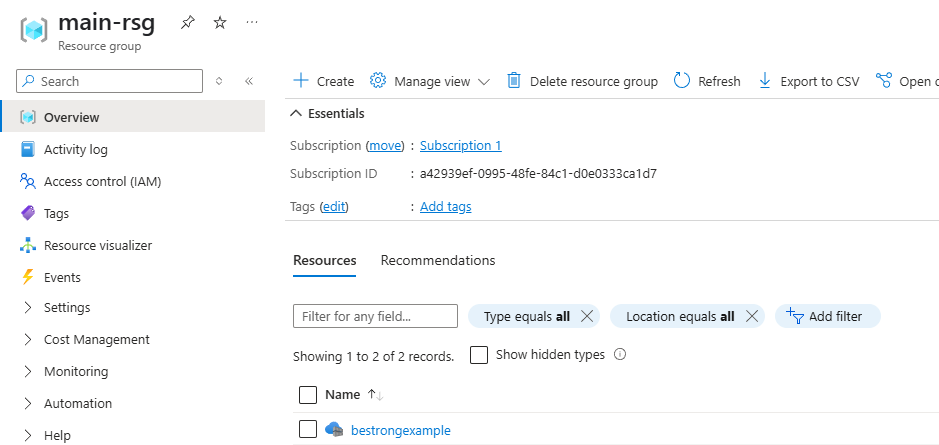 main-rsg
Resource group
Search
Overview
Activity log
Access control (IAM)
Tags
Resource visualizer
Events
Settings
Cost Management
Monitoring
Automation
Help
Create Manage view Delete resource group Refresh Export to CSV Open
Essentials
Subscription (move) : Subscription 1
Subscription ID : a42939ef-0995-48fe-84c1-d0e0333ca1d7
Tags (edit) : Add tags
Resources Recommendations
Filter for any field... Type equals all Location equals all Add filter
Showing 1 to 2 of 2 records. Show hidden types
Name
bestrongexample